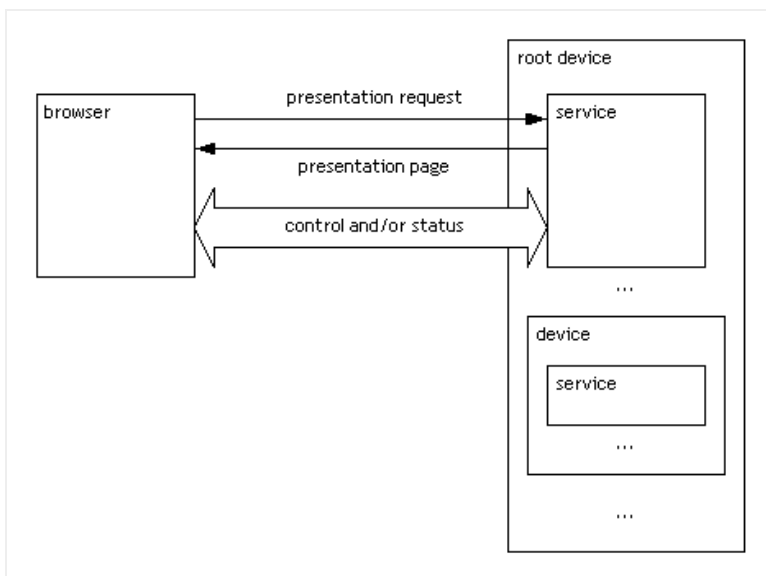 root device
browser
presentation request
service
presentation page
control and/or status
...
device
service
...
...